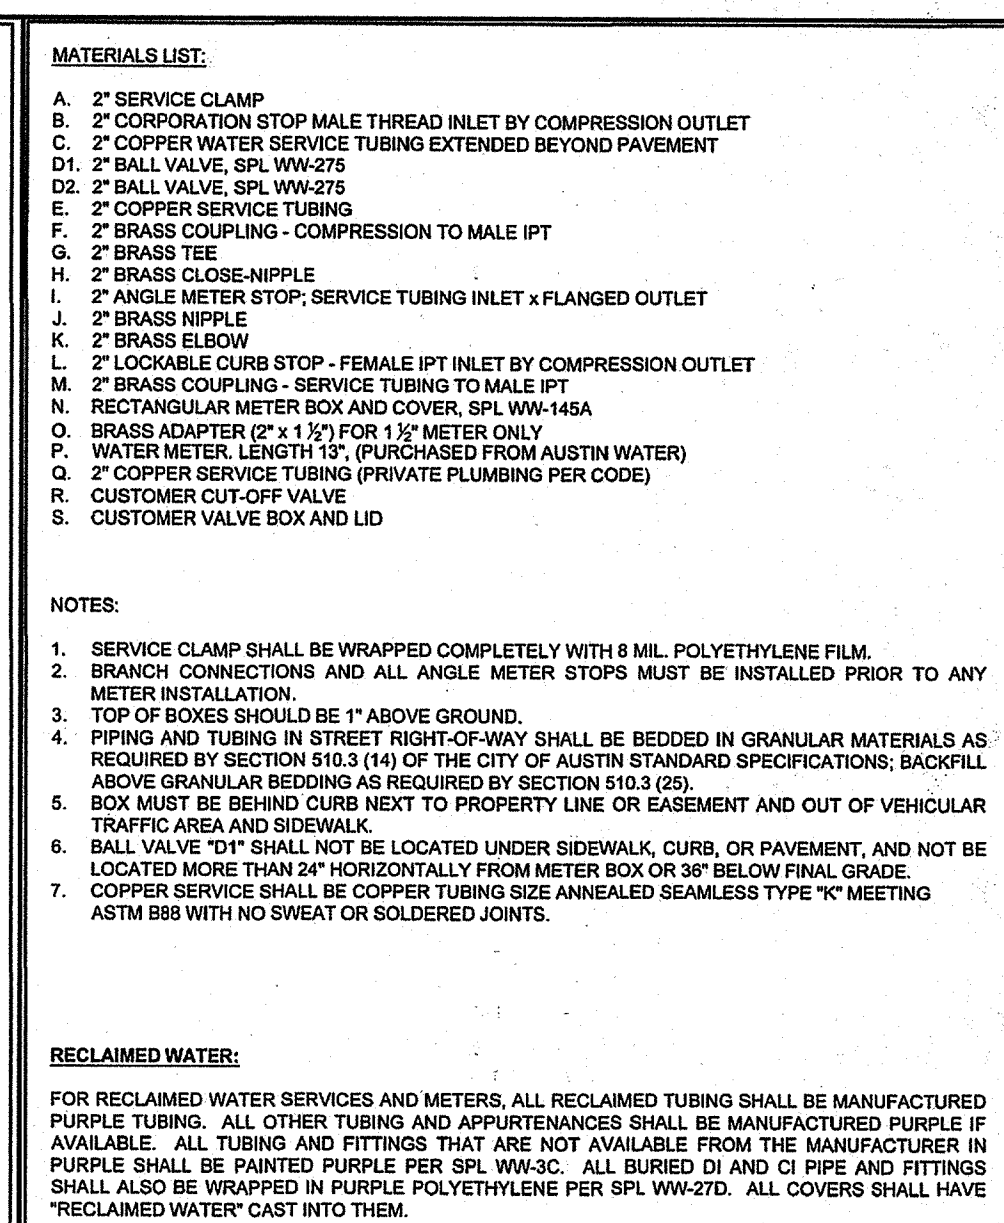 MATERIALS LIST:
A. 2" SERVICE CLAMP
B. 2" CORPORATION STOP MALE THREAD INLET BY COMPRESSION OUTLET
C. 2" COPPER WATER SERVICE TUBING EXTENDED BEYOND PAVEMENT
D1. 2" BALL VALVE, SPL WW-275
D2. 2" BALL VALVE, SPL WW-275
E. 2" COPPER SERVICE TUBING
F. 2" BRASS COUPLING - COMPRESSION TO MALE IPT
G. 2" BRASS TEE
H. 2" BRASS CLOSE-NIPPLE
I. 2" ANGLE METER STOP; SERVICE TUBING INLET x FLANGED OUTLET
J. 2" BRASS NIPPLE
K. 2" BRASS ELBOW
L. 2" LOCKABLE CURB STOP - FEMALE IPT INLET BY COMPRESSION OUTLET
M. 2" BRASS COUPLING - SERVICE TUBING TO MALE IPT
N. RECTANGULAR METER BOX AND COVER, SPL WW-145A
O. BRASS ADAPTER (2" x 1 ½") FOR 1 ½" METER ONLY
P. WATER METER. LENGTH 13", (PURCHASED FROM AUSTIN WATER)
Q. 2" COPPER SERVICE TUBING (PRIVATE PLUMBING PER CODE)
R. CUSTOMER CUT-OFF VALVE
S. CUSTOMER VALVE BOX AND LID
NOTES:
1. SERVICE CLAMP SHALL BE WRAPPED COMPLETELY WITH 8 MIL. POLYETHYLENE FILM.
2. BRANCH CONNECTIONS AND ALL ANGLE METER STOPS MUST BE INSTALLED PRIOR TO ANY
METER INSTALLATION.
3. TOP OF BOXES SHOULD BE 1" ABOVE GROUND.
4. PIPING AND TUBING IN STREET RIGHT-OF-WAY SHALL BE BEDDED IN GRANULAR MATERIALS AS
REQUIRED BY SECTION 510.3 (14) OF THE CITY OF AUSTIN STANDARD SPECIFICATIONS; BACKFILL
ABOVE GRANULAR BEDDING AS REQUIRED BY SECTION 510.3 (25).
5. BOX MUST BE BEHIND CURB NEXT TO PROPERTY LINE OR EASEMENT AND OUT OF VEHICULAR
TRAFFIC AREA AND SIDEWALK.
6. BALL VALVE "D1" SHALL NOT BE LOCATED UNDER SIDEWALK, CURB, OR PAVEMENT, AND NOT BE
LOCATED MORE THAN 24" HORIZONTALLY FROM METER BOX OR 36" BELOW FINAL GRADE.
7. COPPER SERVICE SHALL BE COPPER TUBING SIZE ANNEALED SEAMLESS TYPE "K" MEETING
ASTM B88 WITH NO SWEAT OR SOLDERED JOINTS.
RECLAIMED WATER:
FOR RECLAIMED WATER SERVICES AND METERS, ALL RECLAIMED TUBING SHALL BE MANUFACTURED
PURPLE TUBING. ALL OTHER TUBING AND APPURTENANCES SHALL BE MANUFACTURED PURPLE IF
AVAILABLE. ALL TUBING AND FITTINGS THAT ARE NOT AVAILABLE FROM THE MANUFACTURER IN
PURPLE SHALL BE PAINTED PURPLE PER SPL WW-3C. ALL BURIED DI AND CI PIPE AND FITTINGS
SHALL ALSO BE WRAPPED IN PURPLE POLYETHYLENE PER SPL WW-27D. ALL COVERS SHALL HAVE
"RECLAIMED WATER" CAST INTO THEM.